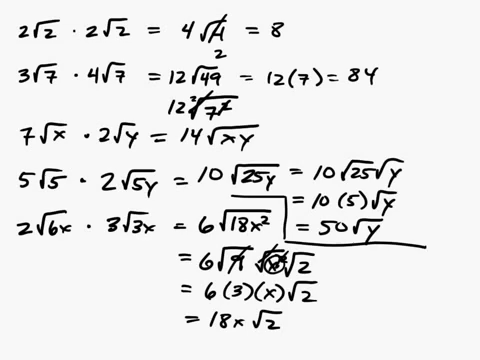 2√2 · 2√2 = 4√4 = 8
2
3√7 · 4√7 = 12√49 = 12(7) = 84
12 ²√7²
7√x · 2√y = 14√xy
5√5 · 2√5y = 10√25y = 10√25√y
= 10(5)√y
2√6x · 3√3x = 6√18x² = 50√y
= 6√9 √x² √2
= 6(3)(x)√2
= 18x√2